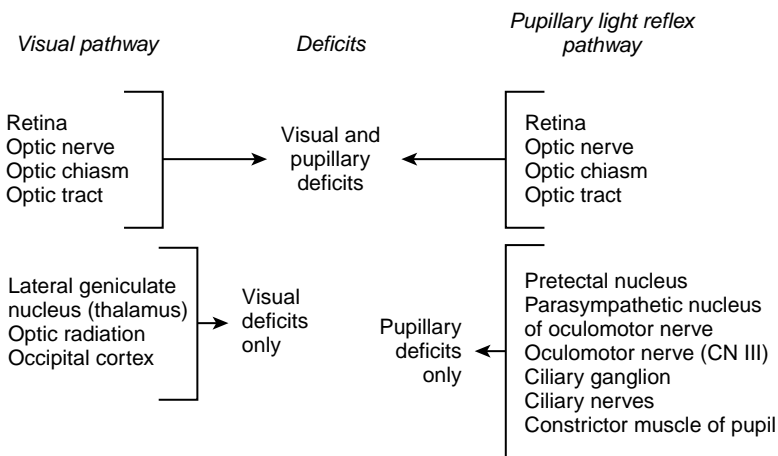 Visual pathway
Deficits
Pupillary light reflex
pathway
Retina
Optic nerve
Optic chiasm
Optic tract
Visual and
pupillary
deficits
Retina
Optic nerve
Optic chiasm
Optic tract
Lateral geniculate
nucleus (thalamus)
Optic radiation
Occipital cortex
Visual
deficits
only
Pupillary
deficits
only
Pretectal nucleus
Parasympathetic nucleus
of oculomotor nerve
Oculomotor nerve (CN III)
Ciliary ganglion
Ciliary nerves
Constrictor muscle of pupil